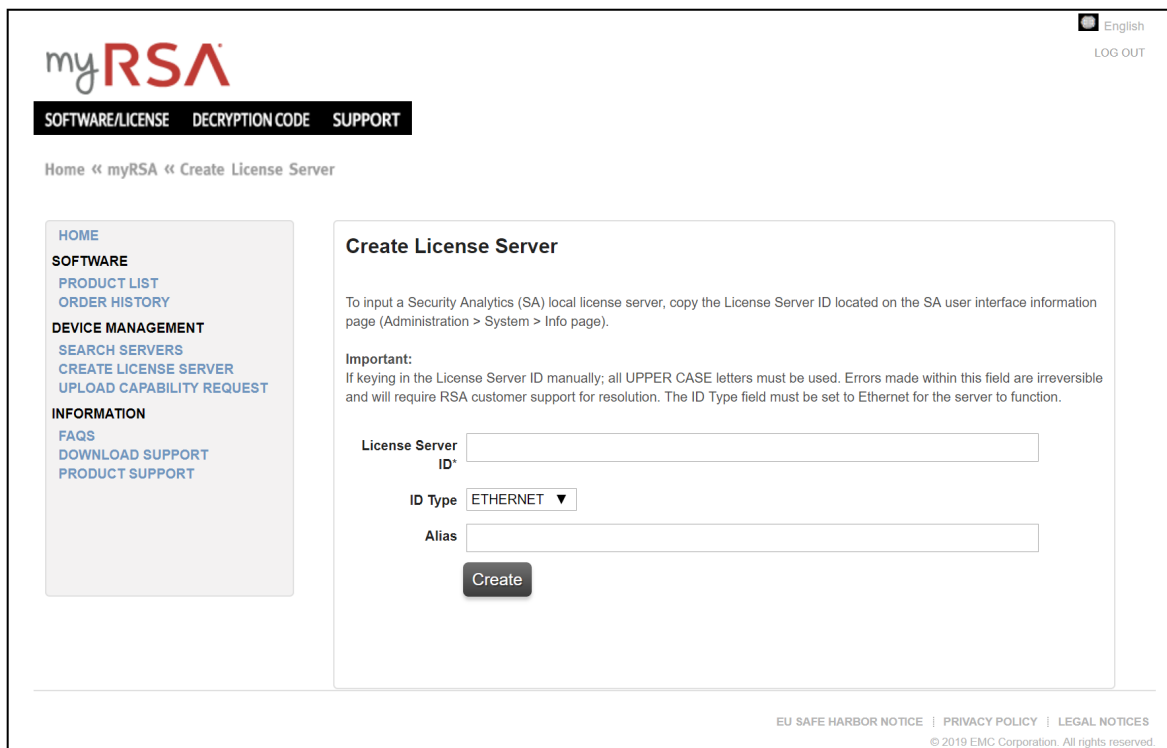 English
LOG OUT
myRSA
SOFTWARE/LICENSE DECRYPTION CODE SUPPORT
Home « myRSA « Create License Server
HOME
SOFTWARE
PRODUCT LIST
ORDER HISTORY
DEVICE MANAGEMENT
SEARCH SERVERS
CREATE LICENSE SERVER
UPLOAD CAPABILITY REQUEST
INFORMATION
FAQS
DOWNLOAD SUPPORT
PRODUCT SUPPORT
Create License Server
To input a Security Analytics (SA) local license server, copy the License Server ID located on the SA user interface information
page (Administration > System > Info page).
Important:
If keying in the License Server ID manually; all UPPER CASE letters must be used. Errors made within this field are irreversible
and will require RSA customer support for resolution. The ID Type field must be set to Ethernet for the server to function.
License Server
ID*
ID Type ETHERNET ▼
Alias
Create
EU SAFE HARBOR NOTICE | PRIVACY POLICY | LEGAL NOTICES
© 2019 EMC Corporation. All rights reserved.